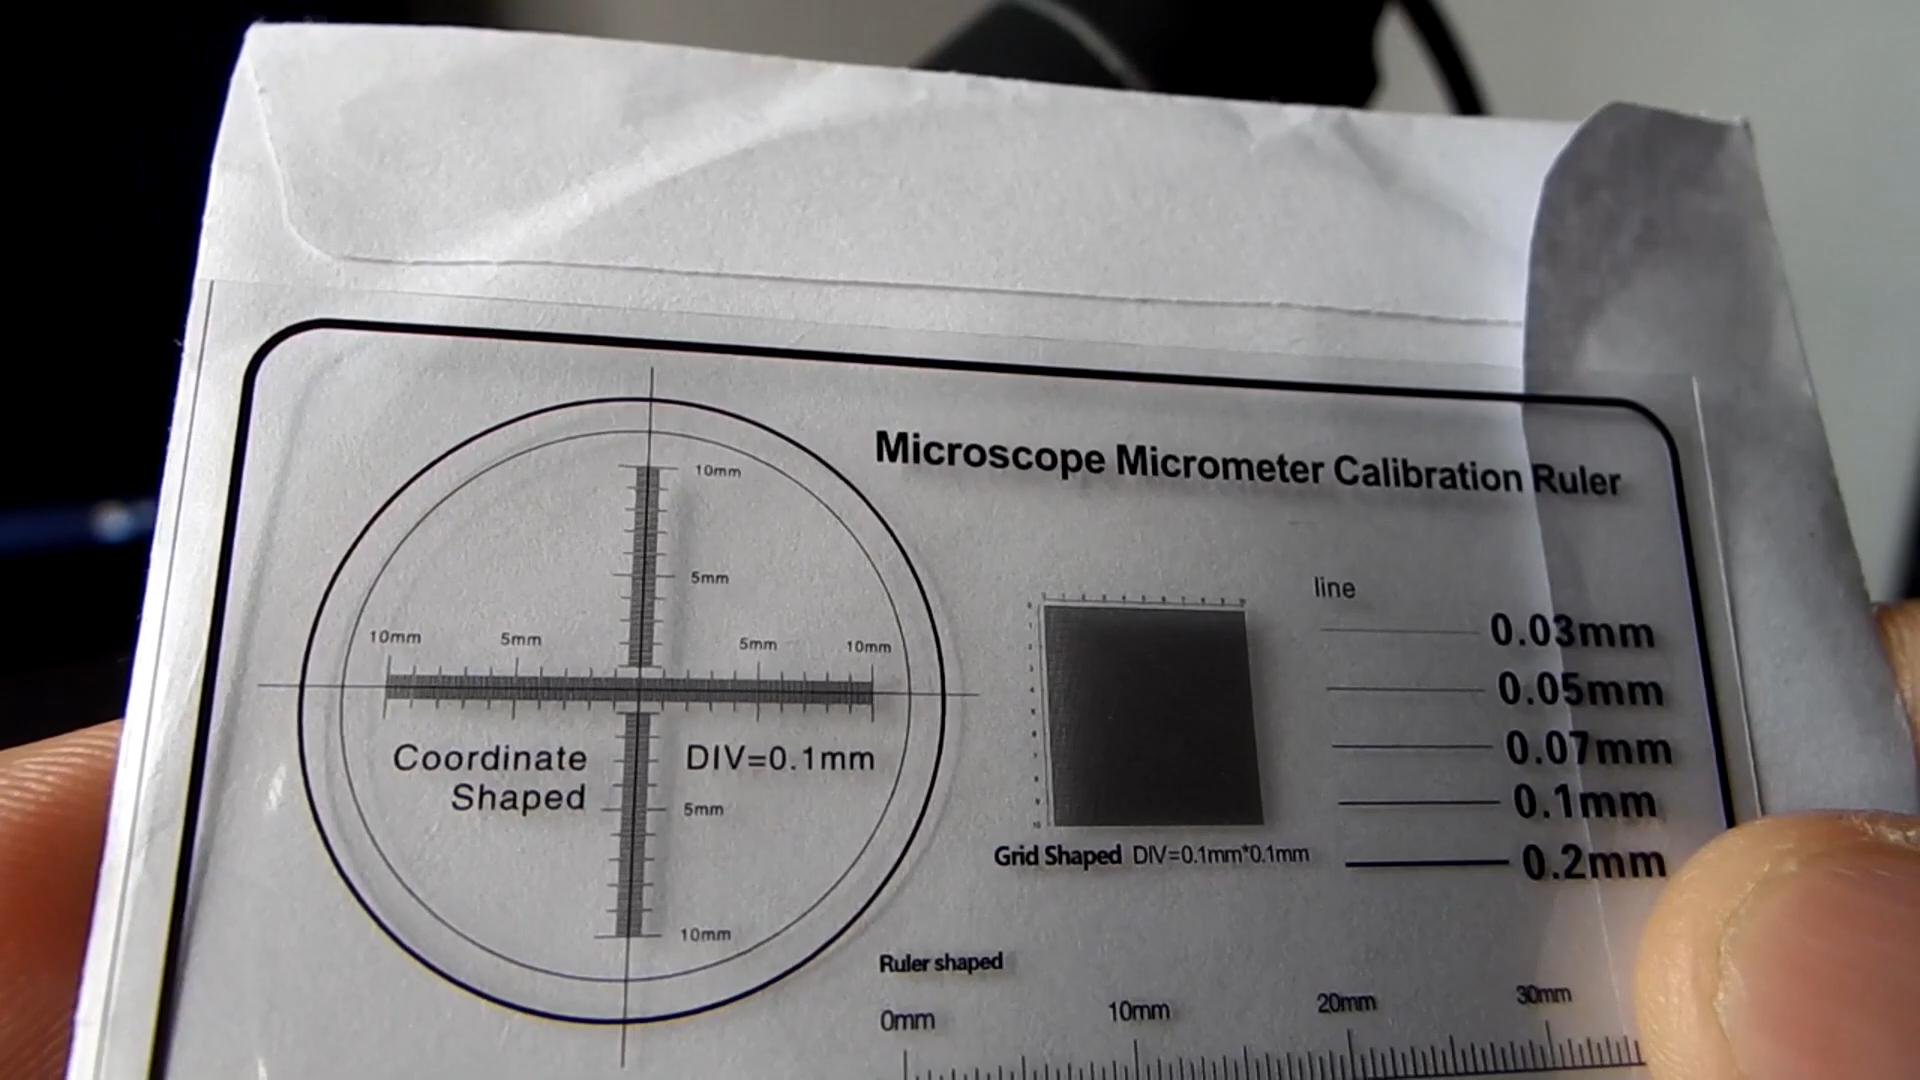 Microscope Micrometer Calibration Ruler
10mm
5mm
10mm
5mm
5mm
10mm
Coordinate
Shaped
DIV=0.1mm
5mm
10mm
line
0.03mm
0.05mm
0.07mm
0.1mm
0.2mm
Grid Shaped DIV=0.1mm*0.1mm
Ruler shaped
0mm
10mm
20mm
30mm